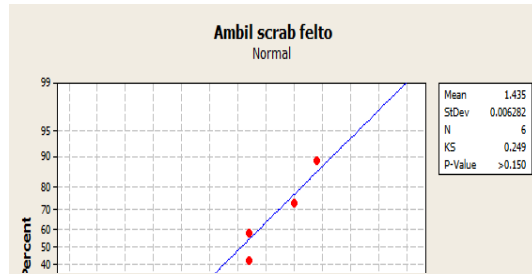 Ambil scrab felto
Normal
99
95
90
80
70
60
50
40
Percent
Mean 1.435
StDev 0.006282
N 6
KS 0.249
P-Value >0.150